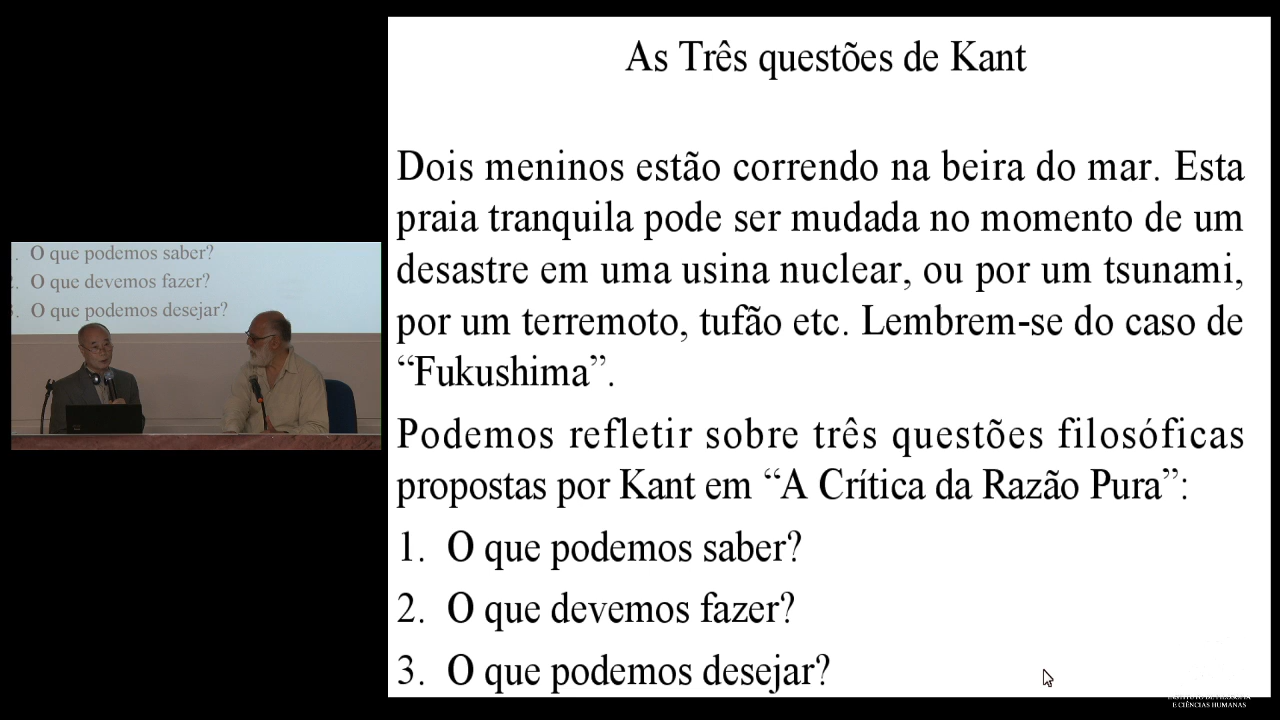 As Três questões de Kant
Dois meninos estão correndo na beira do mar. Esta
praia tranquila pode ser mudada no momento de um
desastre em uma usina nuclear, ou por um tsunami,
por um terremoto, tufão etc. Lembrem-se do caso de
“Fukushima”.
Podemos refletir sobre três questões filosóficas
propostas por Kant em “A Crítica da Razão Pura”:
1. O que podemos saber?
2. O que devemos fazer?
3. O que podemos desejar?
. O que podemos saber?
. O que devemos fazer?
. O que podemos desejar?
E CIÊNCIAS HUMANAS